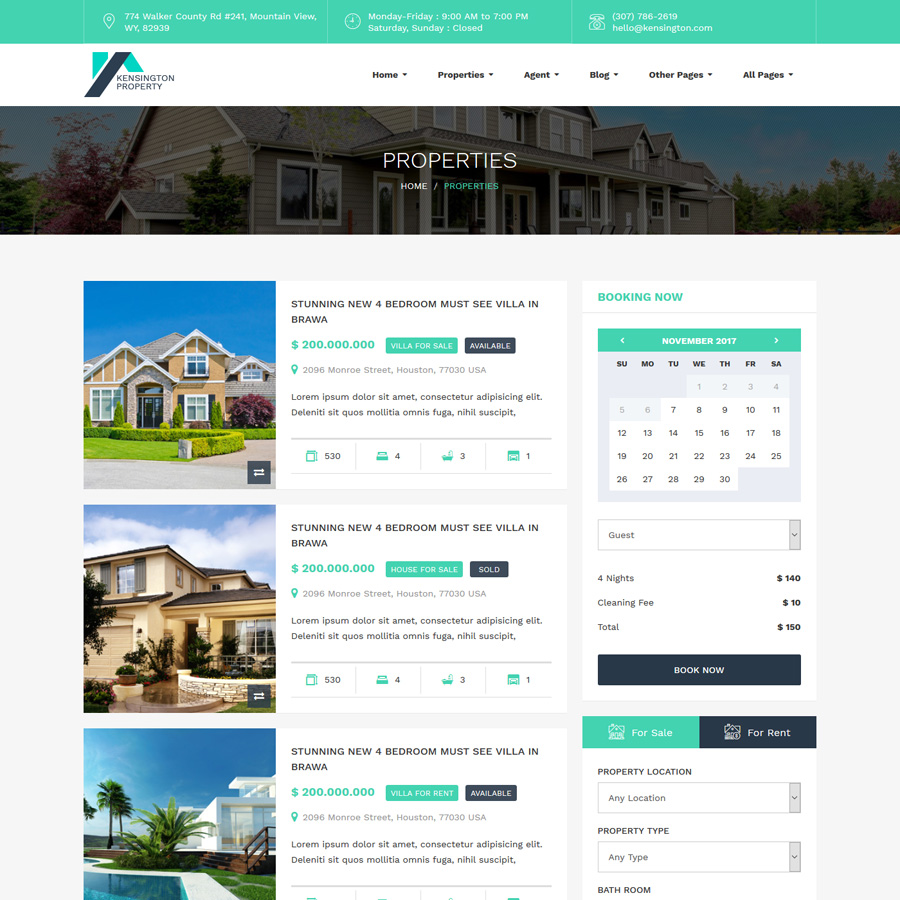 774 Walker County Rd #241, Mountain View,
WY, 82939
Monday-Friday : 9:00 AM to 7:00 PM
Saturday, Sunday : Closed
(307) 786-2619
hello@kensington.com
KENSINGTON
PROPERTY
Home Properties Agent Blog Other Pages All Pages
PROPERTIES
HOME / PROPERTIES
STUNNING NEW 4 BEDROOM MUST SEE VILLA IN
BRAWA
$ 200.000.000 VILLA FOR SALE AVAILABLE
2096 Monroe Street, Houston, 77030 USA
Lorem ipsum dolor sit amet, consectetur adipisicing elit.
Deleniti sit quos mollitia omnis fuga, nihil suscipit,
530 4 3 1
STUNNING NEW 4 BEDROOM MUST SEE VILLA IN
BRAWA
$ 200.000.000 HOUSE FOR SALE SOLD
2096 Monroe Street, Houston, 77030 USA
Lorem ipsum dolor sit amet, consectetur adipisicing elit.
Deleniti sit quos mollitia omnis fuga, nihil suscipit,
530 4 3 1
STUNNING NEW 4 BEDROOM MUST SEE VILLA IN
BRAWA
$ 200.000.000 VILLA FOR RENT AVAILABLE
2096 Monroe Street, Houston, 77030 USA
Lorem ipsum dolor sit amet, consectetur adipisicing elit.
Deleniti sit quos mollitia omnis fuga, nihil suscipit,
BOOKING NOW
NOVEMBER 2017
SU MO TU WE TH FR SA
1 2 3 4
5 6 7 8 9 10 11
12 13 14 15 16 17 18
19 20 21 22 23 24 25
26 27 28 29 30
Guest
4 Nights $ 140
Cleaning Fee $ 10
Total $ 150
BOOK NOW
For Sale For Rent
PROPERTY LOCATION
Any Location
PROPERTY TYPE
Any Type
BATH ROOM